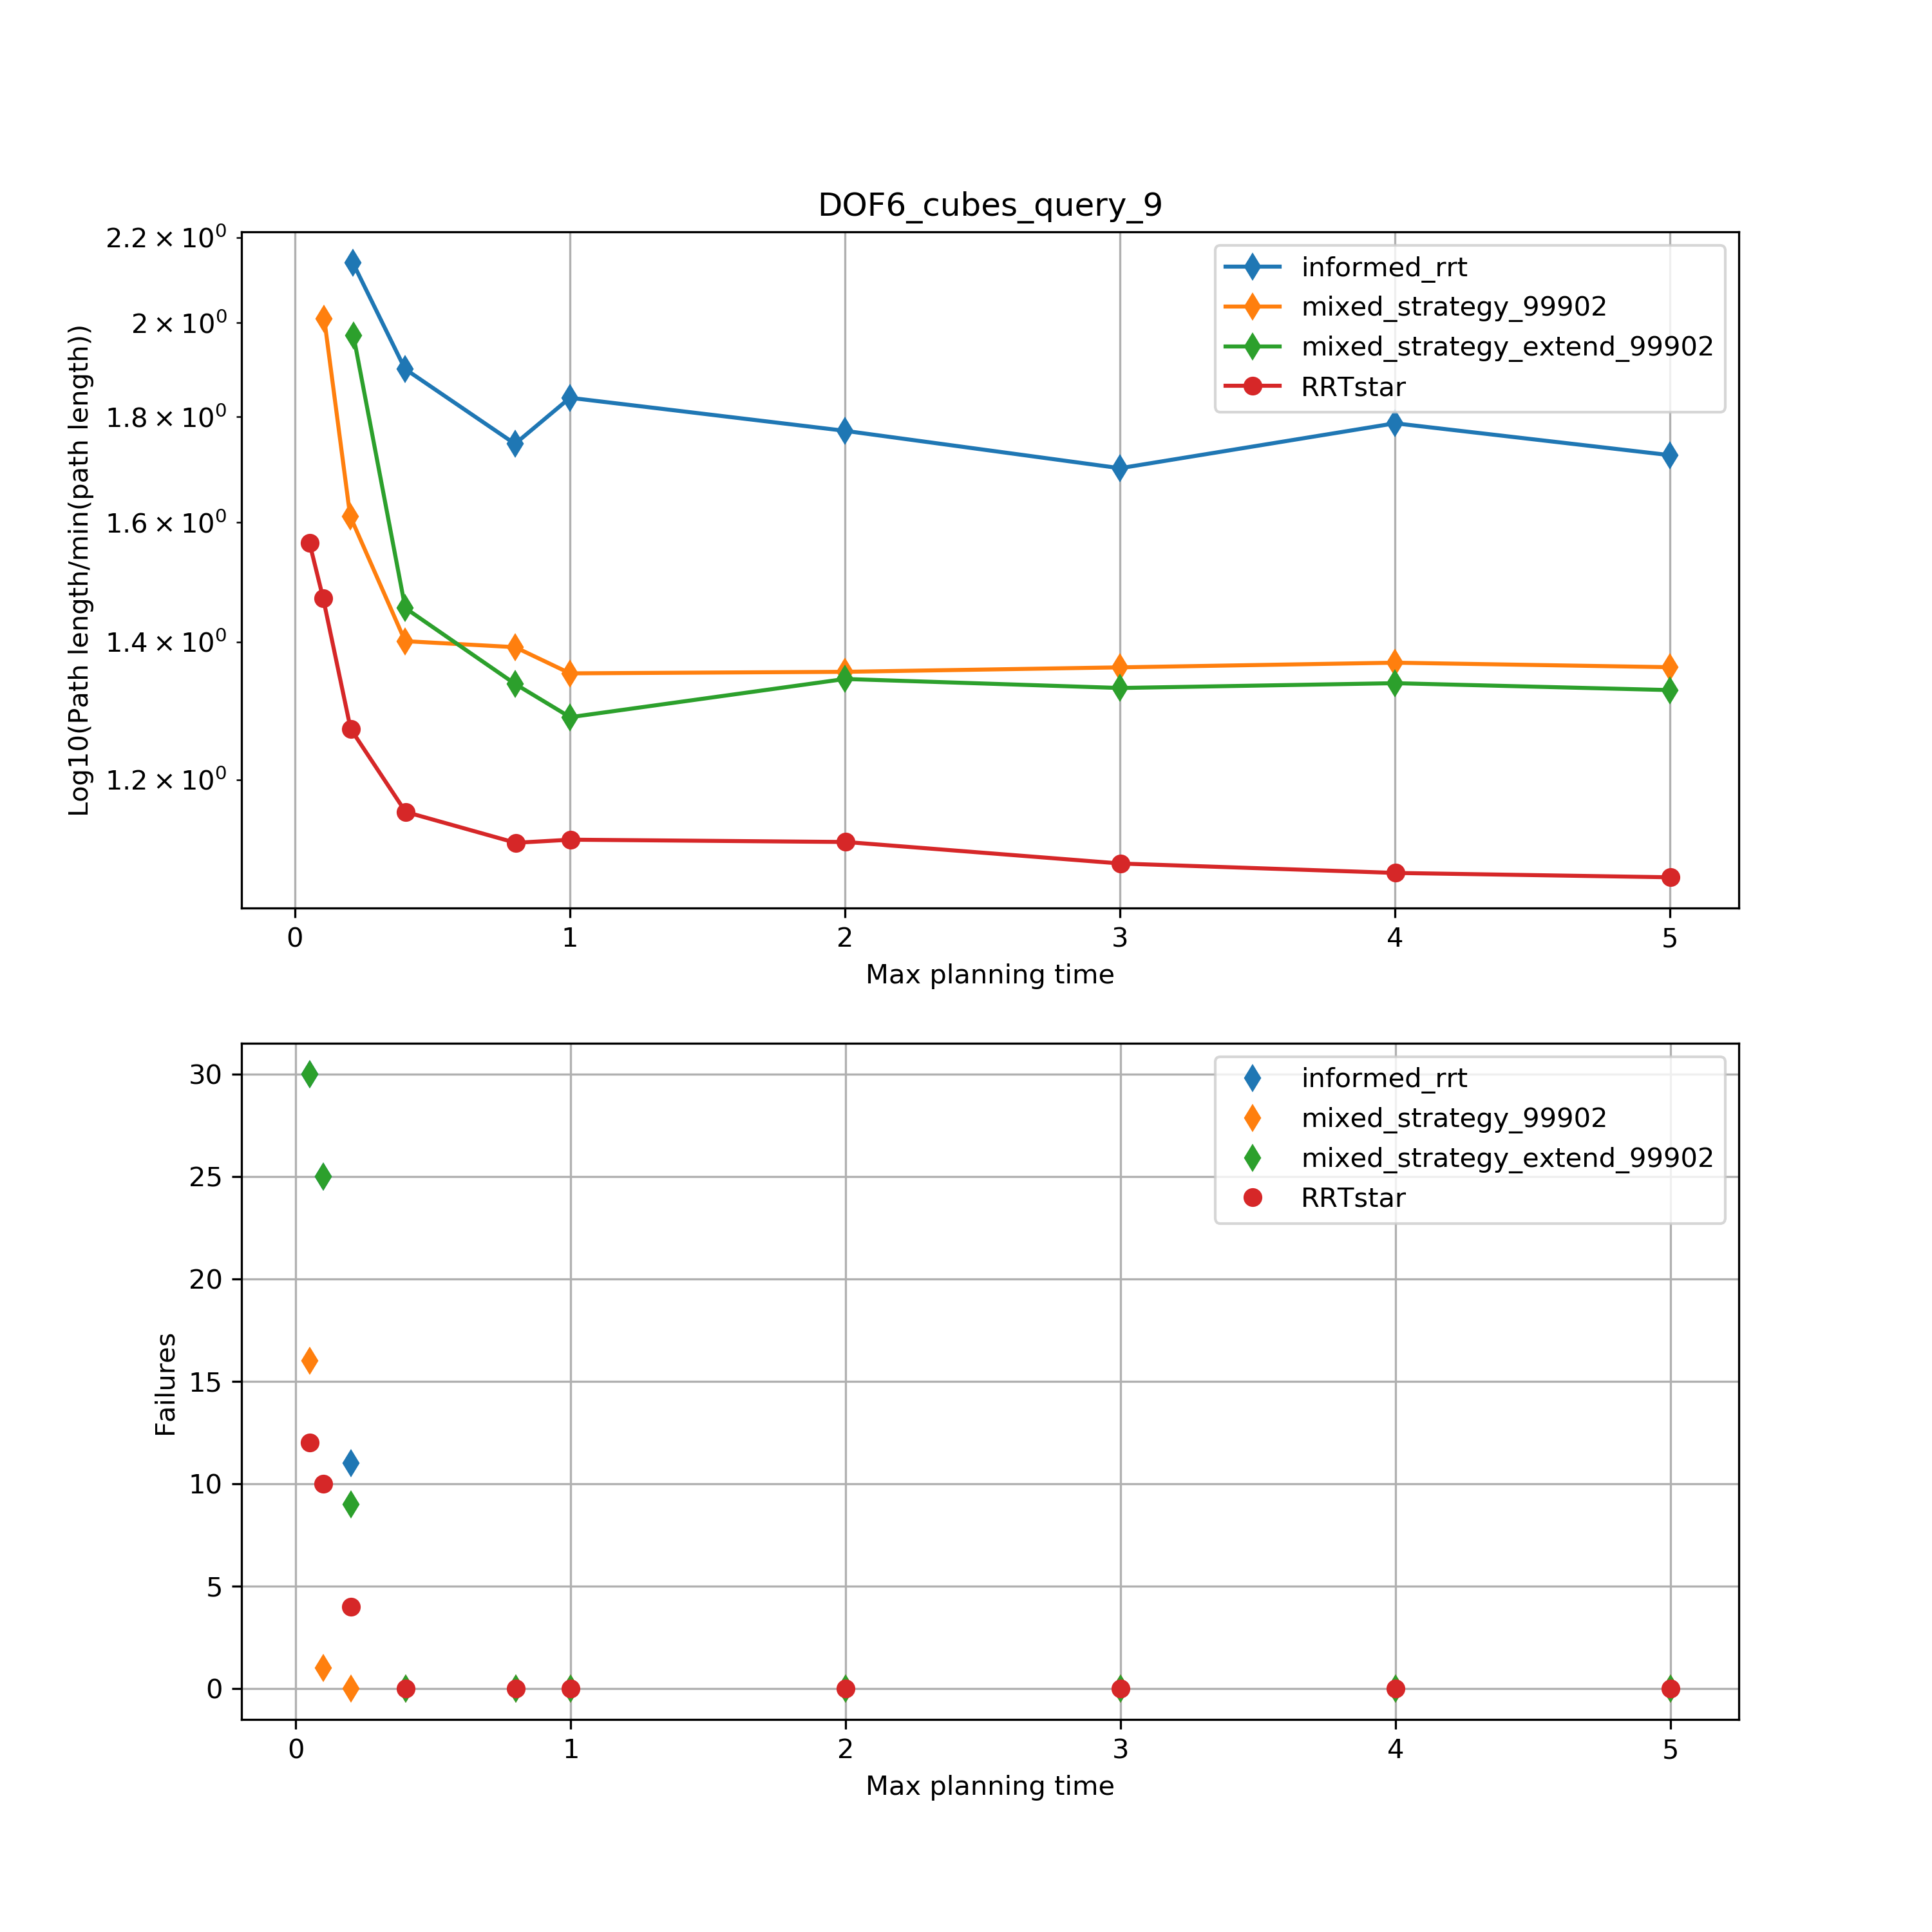 DOF6_cubes_query_9
Log10(Path length/min(path length))
2.2 × 10⁰
2 × 10⁰
1.8 × 10⁰
1.6 × 10⁰
1.4 × 10⁰
1.2 × 10⁰
informed_rrt
mixed_strategy_99902
mixed_strategy_extend_99902
RRTstar
0 1 2 3 4 5
Max planning time
Failures
30
25
20
15
10
5
0
informed_rrt
mixed_strategy_99902
mixed_strategy_extend_99902
RRTstar
0 1 2 3 4 5
Max planning time